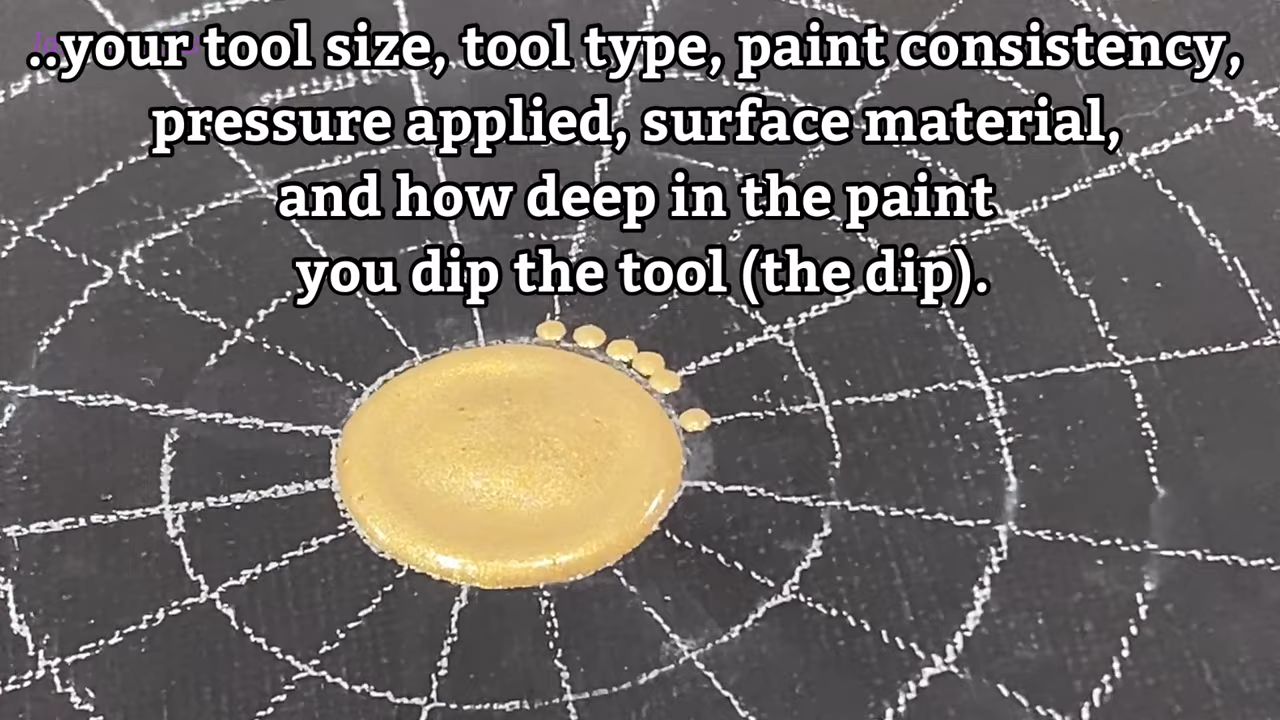 ..your tool size, tool type, paint consistency,
pressure applied, surface material,
and how deep in the paint
you dip the tool (the dip).